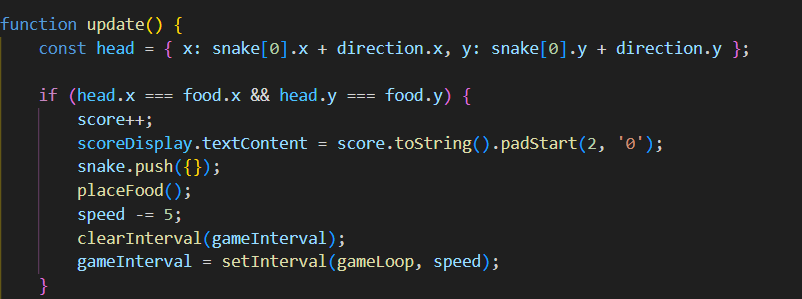 function update() {
const head = { x: snake[0].x + direction.x, y: snake[0].y + direction.y };
if (head.x === food.x && head.y === food.y) {
score++;
scoreDisplay.textContent = score.toString().padStart(2, '0');
snake.push({});
placeFood();
speed -= 5;
clearInterval(gameInterval);
gameInterval = setInterval(gameLoop, speed);
}